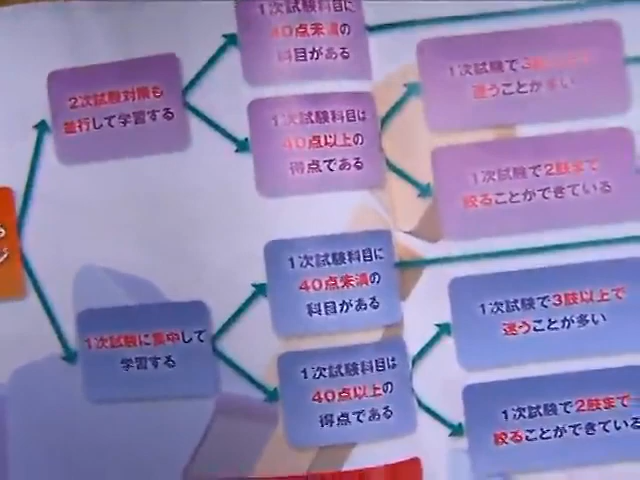 1次試験科目に
40点未満の
科目がある
2次試験対策も
並行して学習する
1次試験科目は
40点以上の
得点である
1次試験で3肢以上で
迷うことが多い
1次試験で2肢まで
絞ることができている
1次試験科目に
40点未満の
科目がある
1次試験に集中して
学習する
1次試験科目は
40点以上の
得点である
1次試験で3肢以上で
迷うことが多い
1次試験で2肢まで
絞ることができている